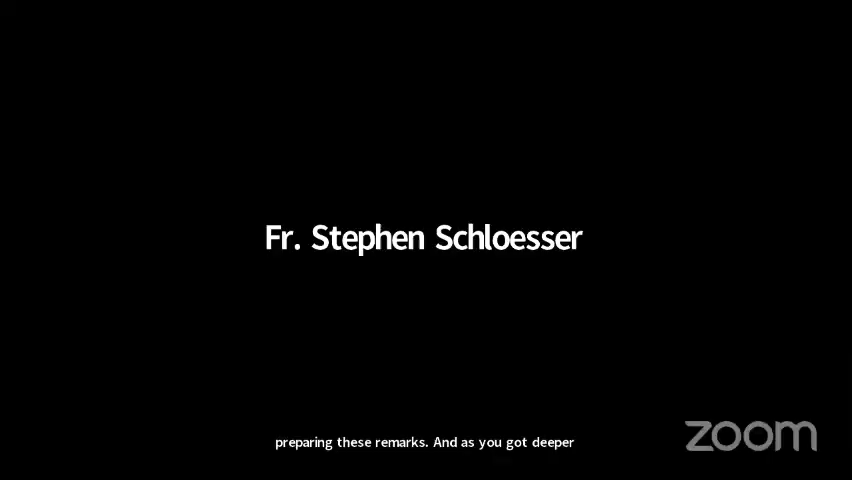 Fr. Stephen Schloesser
preparing these remarks. And as you got deeper
zoom